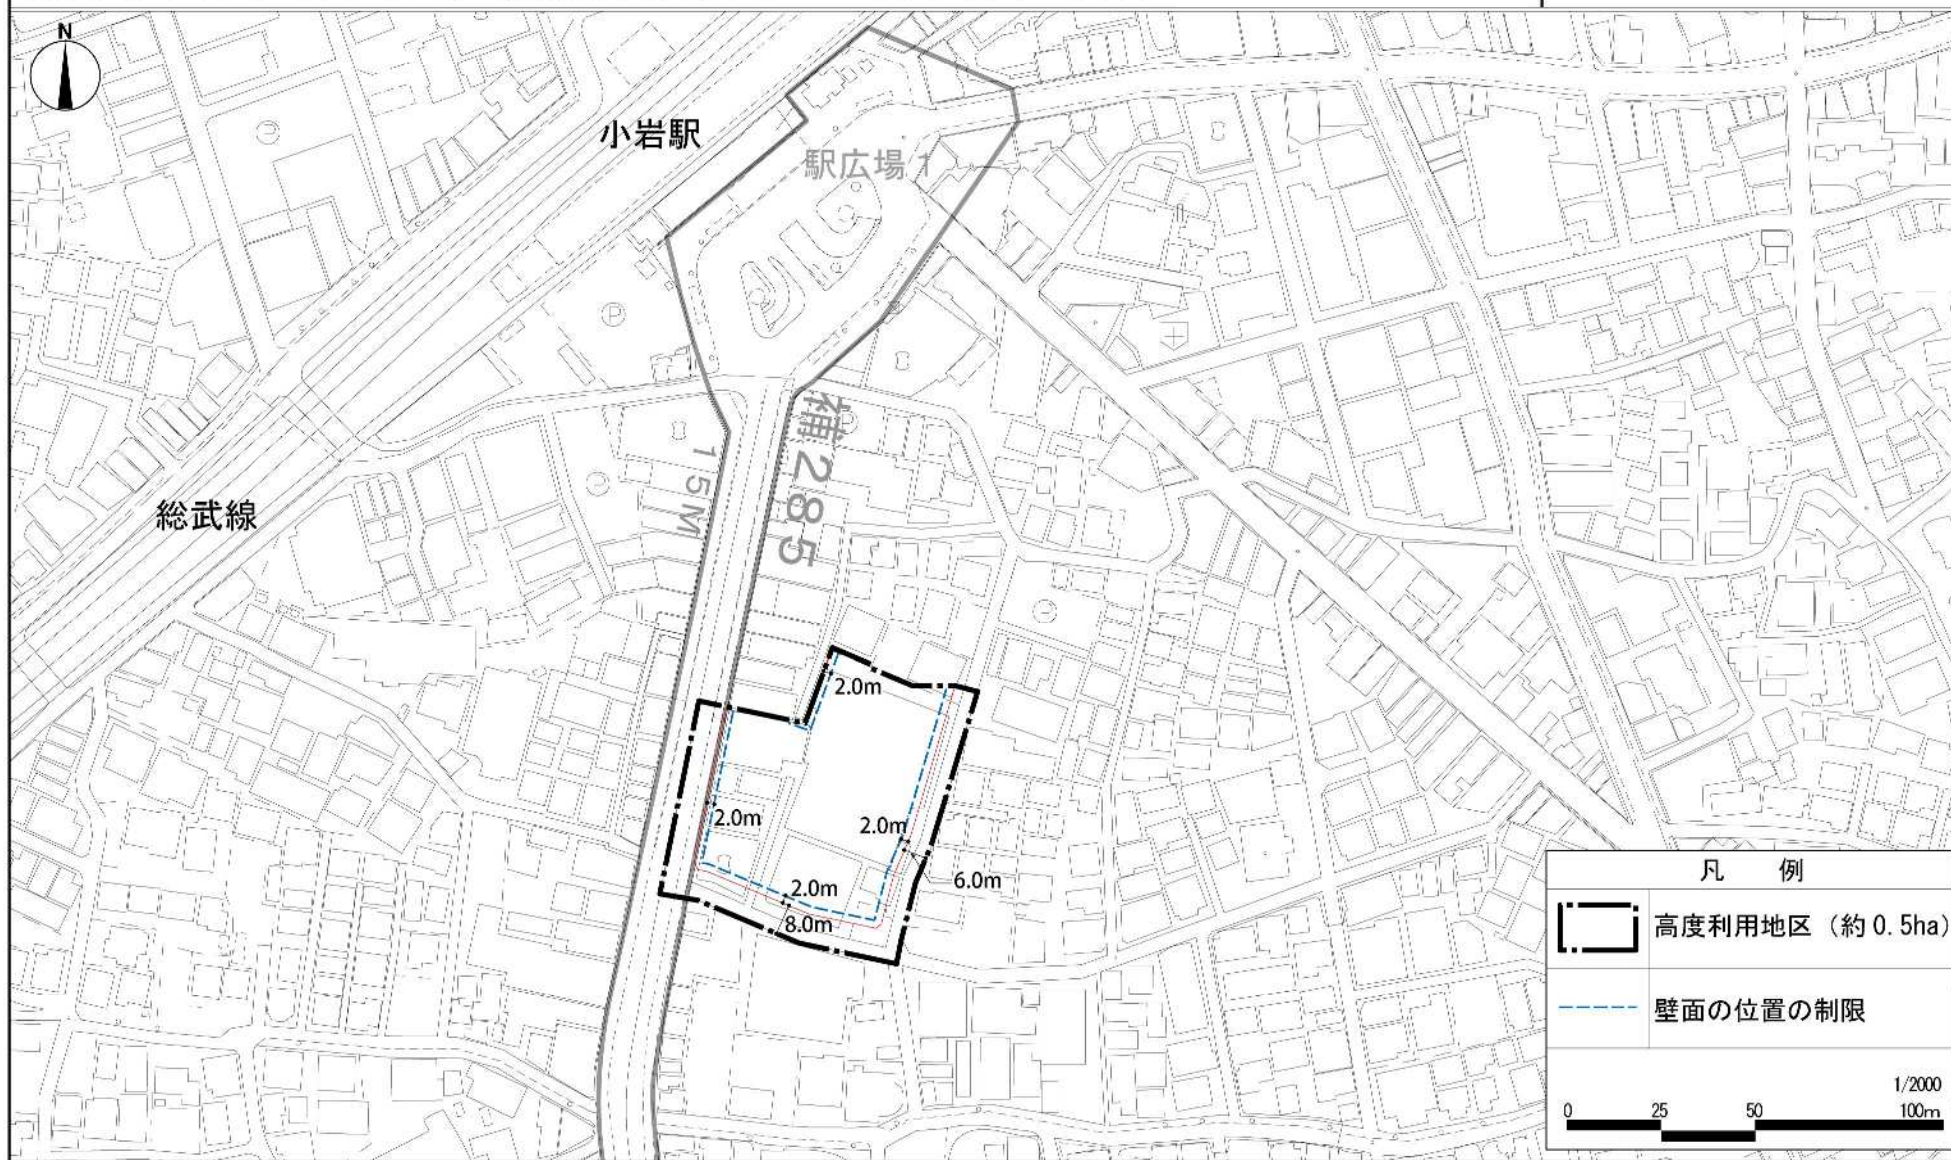 N
小岩駅
駅広場1
P
補285
15M
総武線
2.0m
2.0m
2.0m
6.0m
2.0m
8.0m
凡 例
高度利用地区（約0.5ha）
壁面の位置の制限
1/2000
0 25 50 100m